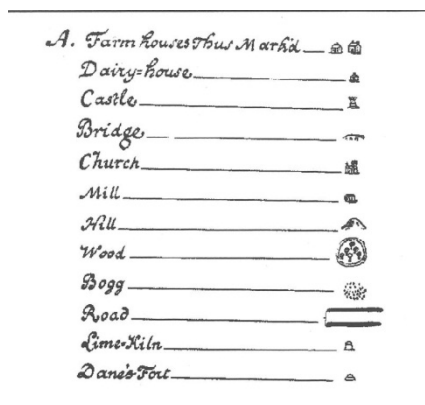 A. Farm houses Thus Mark'd
Dairy=house
Castle
Bridge
Church
Mill
Hill
Wood
Bogg
Road
Lime-Kiln
Dane's Fort